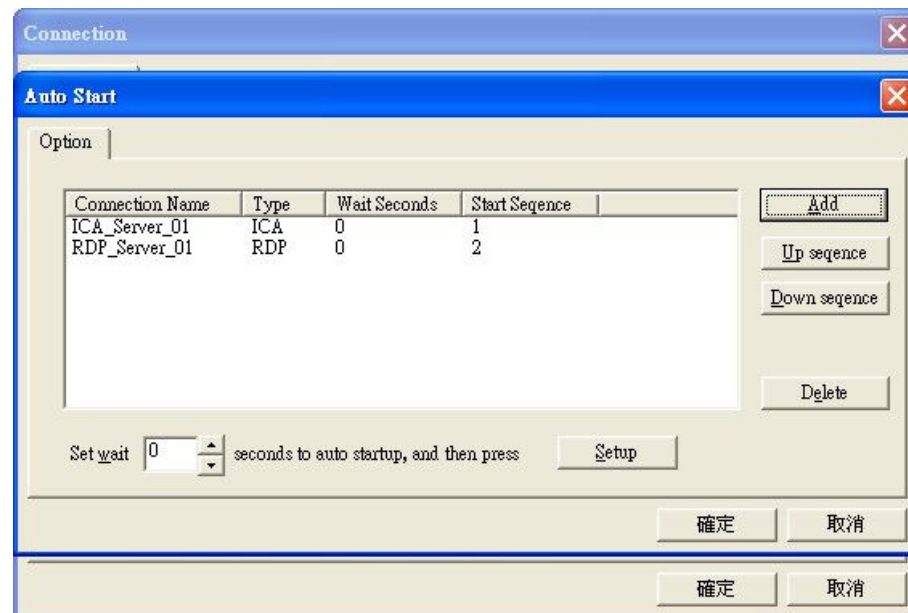 Connection
Auto Start
Option
Connection Name Type Wait Seconds Start Seqence
ICA_Server_01 ICA 0 1
RDP_Server_01 RDP 0 2
Add
Up seqence
Down seqence
Delete
Set wait 0 seconds to auto startup, and then press Setup
確定 取消
確定 取消